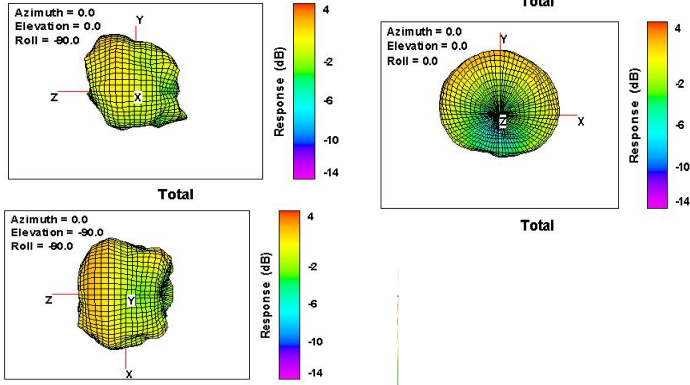 Azimuth = 0.0
Elevation = 0.0
Roll = -90.0
Y
Z
X
Response (dB)
4
-2
-6
-10
-14
Total
Total
Azimuth = 0.0
Elevation = 0.0
Roll = 0.0
Y
Z
X
Response (dB)
4
-2
-6
-10
-14
Azimuth = 0.0
Elevation = -90.0
Roll = -90.0
Z
Y
X
Response (dB)
4
-2
-6
-10
-14
Total